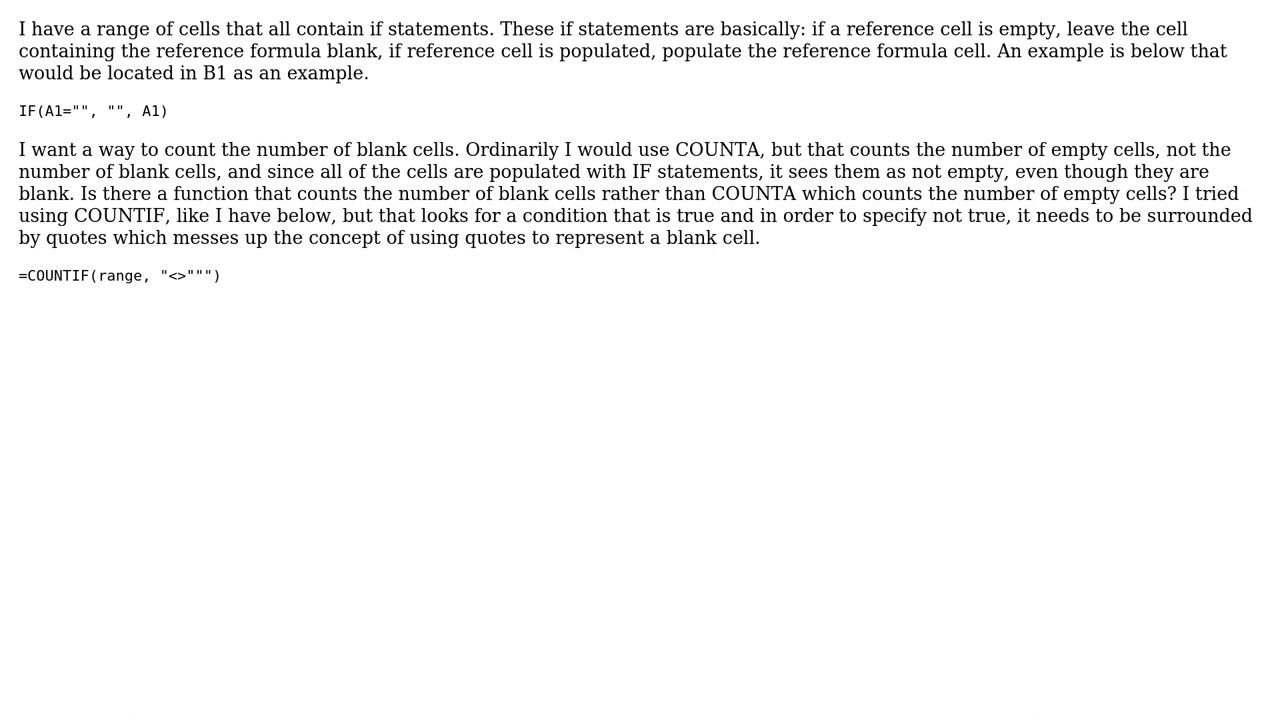 I have a range of cells that all contain if statements. These if statements are basically: if a reference cell is empty, leave the cell
containing the reference formula blank, if reference cell is populated, populate the reference formula cell. An example is below that
would be located in B1 as an example.
IF(A1="", "", A1)
I want a way to count the number of blank cells. Ordinarily I would use COUNTA, but that counts the number of empty cells, not the
number of blank cells, and since all of the cells are populated with IF statements, it sees them as not empty, even though they are
blank. Is there a function that counts the number of blank cells rather than COUNTA which counts the number of empty cells? I tried
using COUNTIF, like I have below, but that looks for a condition that is true and in order to specify not true, it needs to be surrounded
by quotes which messes up the concept of using quotes to represent a blank cell.
=COUNTIF(range, "<>""")